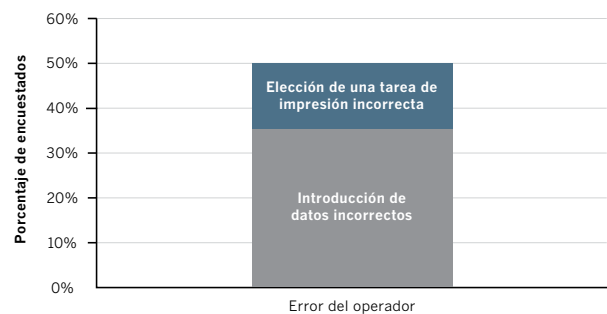 Porcentaje de encuestados
60%
50%
40%
30%
20%
10%
0%
Elección de una tarea de
impresión incorrecta
Introducción de
datos incorrectos
Error del operador